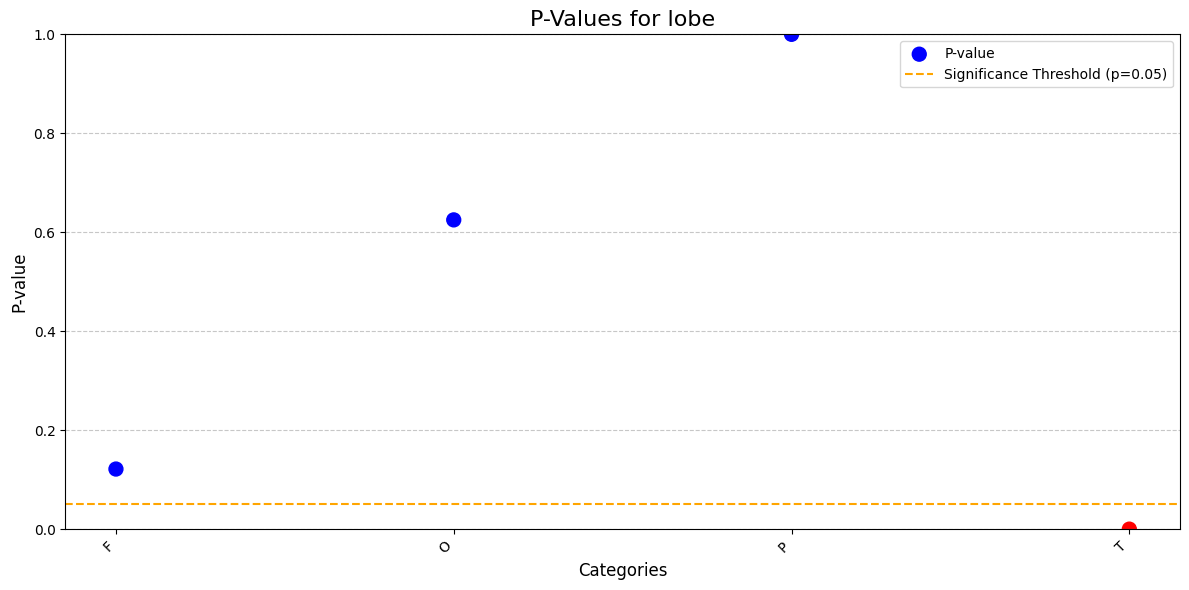 P-Values for lobe
P-value
1.0
0.8
0.6
0.4
0.2
0.0
P-value
Significance Threshold (p=0.05)
F
O
P
T
Categories